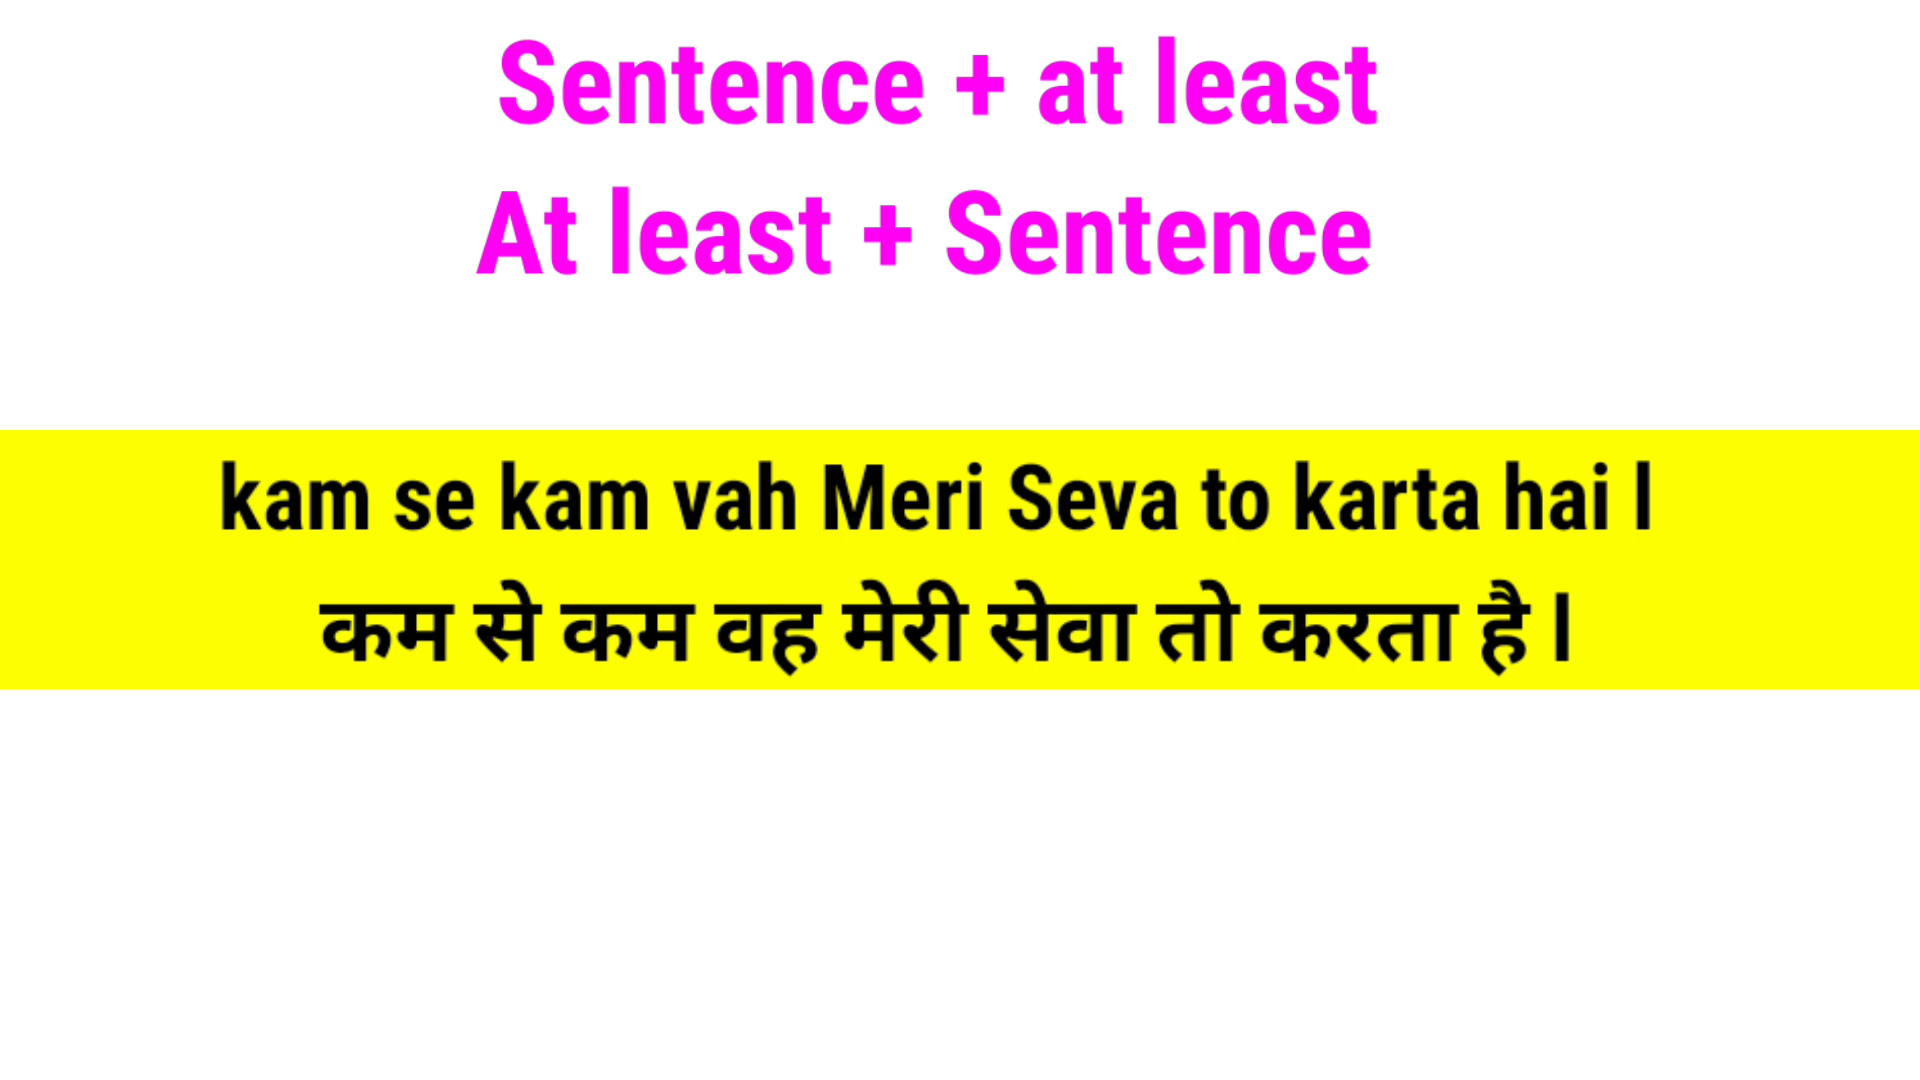 Sentence + at least
At least + Sentence
kam se kam vah Meri Seva to karta hai l
कम से कम वह मेरी सेवा तो करता है l